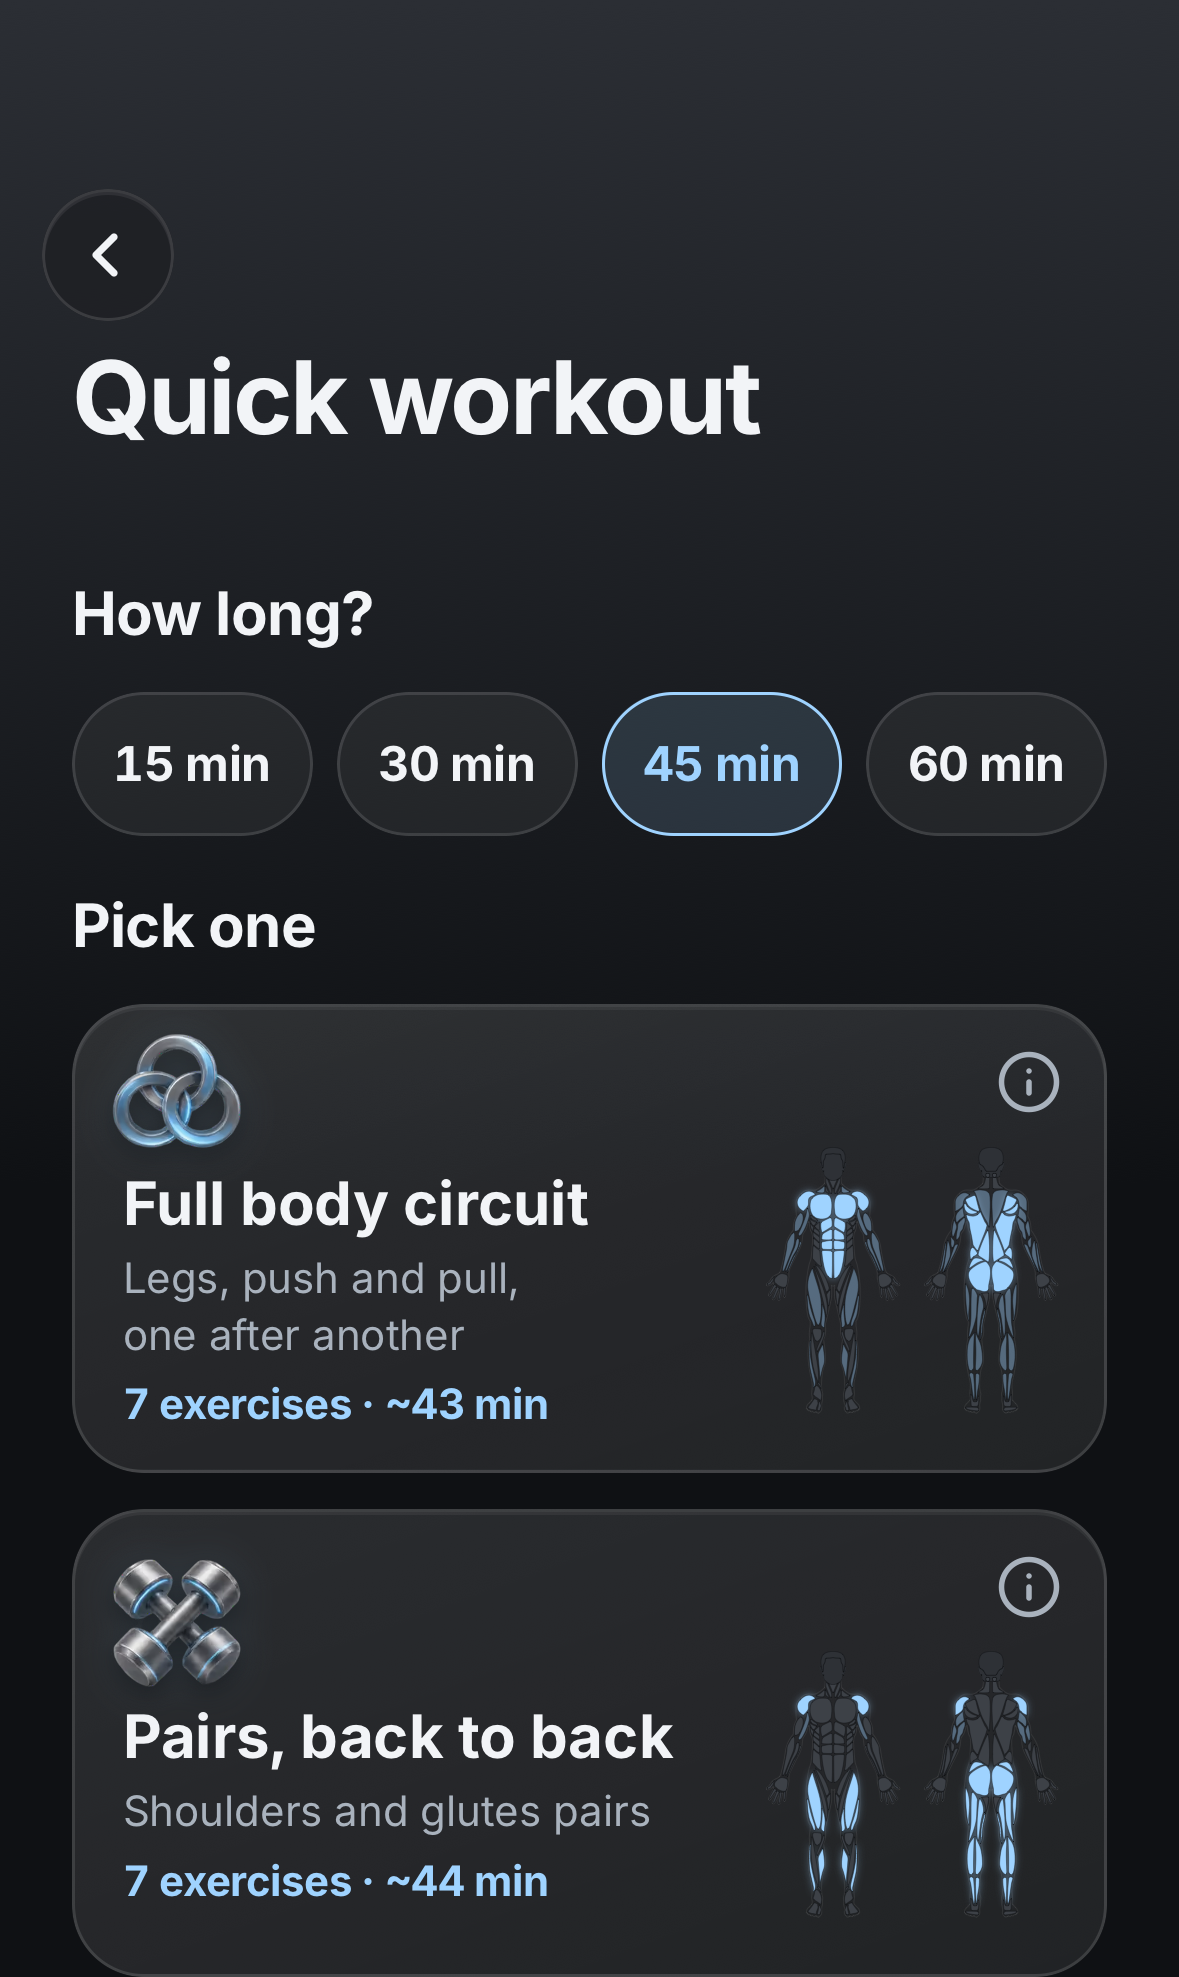 Quick workout
How long?
15 min
30 min
45 min
60 min
Pick one
Full body circuit
Legs, push and pull,
one after another
7 exercises · ~43 min
Pairs, back to back
Shoulders and glutes pairs
7 exercises · ~44 min